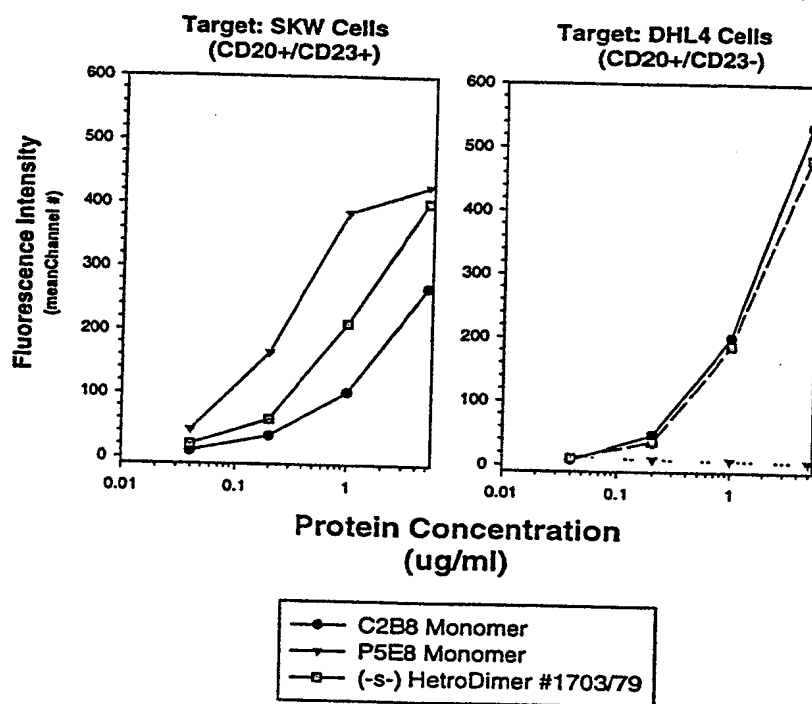 Target: SKW Cells
(CD20+/CD23+)
Target: DHL4 Cells
(CD20+/CD23-)
Fluorescence Intensity
(meanChannel #)
600
500
400
300
200
100
0
0.01
0.1
1
600
500
400
300
200
100
0
0.01
0.1
1
Protein Concentration
(ug/ml)
C2B8 Monomer
P5E8 Monomer
(-s-) HetroDimer #1703/79